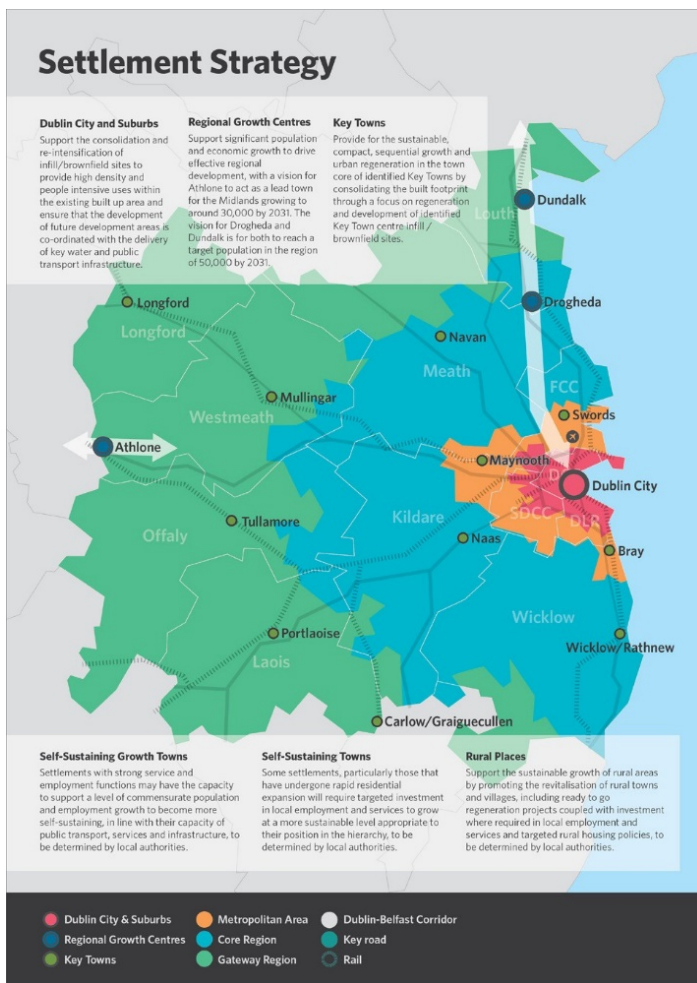 Settlement Strategy
Dublin City and Suburbs
Support the consolidation and
re-intensification of
infill/brownfield sites to
provide high density and
people intensive uses within
the existing built up area and
ensure that the development
of future development areas is
co-ordinated with the delivery
of key water and public
transport infrastructure.
Regional Growth Centres
Support significant population
and economic growth to drive
effective regional
development, with a vision for
Athlone to act as a lead town
for the Midlands growing to
around 30,000 by 2031. The
vision for Drogheda and
Dundalk is for both to reach a
target population in the region
of 50,000 by 2031.
Key Towns
Provide for the sustainable,
compact, sequential growth and
urban regeneration in the town
core of identified Key Towns by
consolidating the built footprint
through a focus on regeneration
and development of identified
Key Town centre infill /
brownfield sites.
Dundalk
Louth
Longford
Drogheda
Longford
Navan
Meath
FCC
Mullingar
Swords
Westmeath
Athlone
Maynooth
Dublin City
Tullamore
Kildare
SDCC
DLR
Offaly
Naas
Bray
Wicklow
Portlaoise
Wicklow/Rathnew
Laois
Carlow/Graiguecullen
Self-Sustaining Growth Towns
Settlements with strong service and
employment functions may have the capacity
to support a level of commensurate population
and employment growth to become more
self-sustaining, in line with their capacity of
public transport, services and infrastructure, to
be determined by local authorities.
Self-Sustaining Towns
Some settlements, particularly those that
have undergone rapid residential
expansion will require targeted investment
in local employment and services to grow
at a more sustainable level appropriate to
their position in the hierarchy, to be
determined by local authorities.
Rural Places
Support the sustainable growth of rural areas
by promoting the revitalisation of rural towns
and villages, including ready to go
regeneration projects coupled with investment
where required in local employment and
services and targeted rural housing policies, to
be determined by local authorities.
Dublin City & Suburbs
Metropolitan Area
Dublin-Belfast Corridor
Regional Growth Centres
Core Region
Key road
Key Towns
Gateway Region
Rail